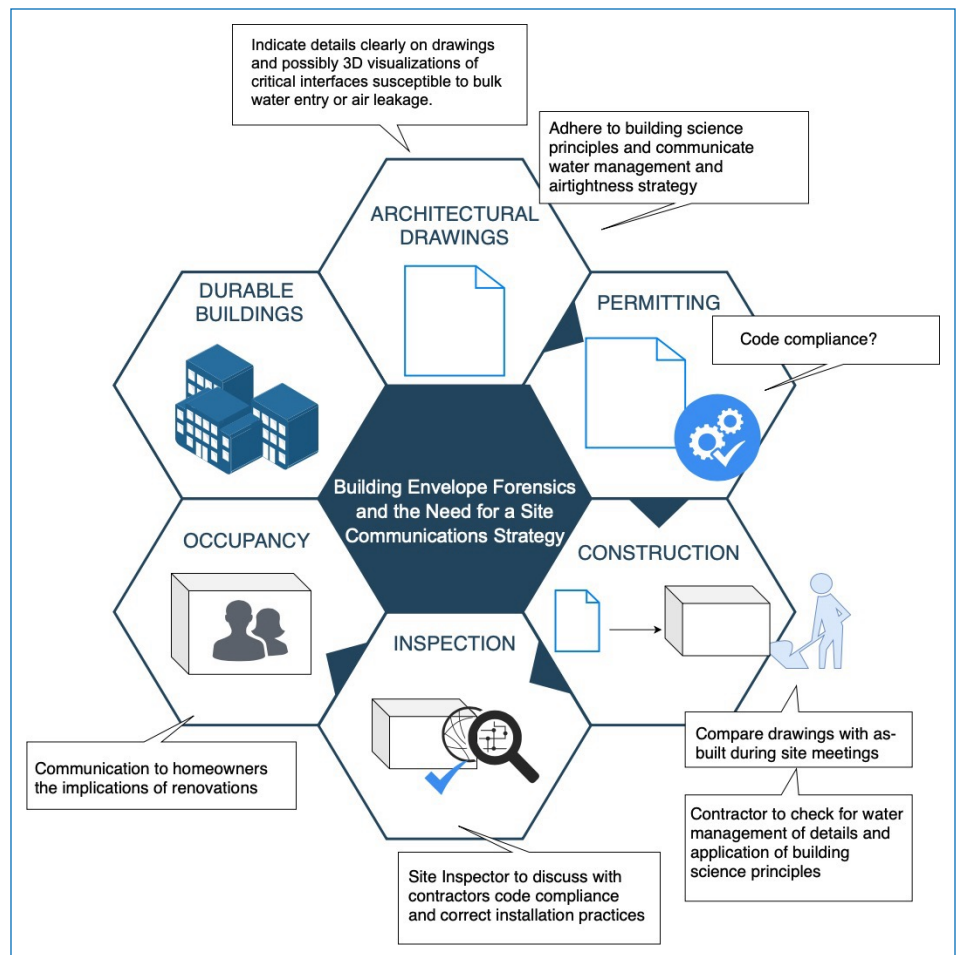 Indicate details clearly on drawings
and possibly 3D visualizations of
critical interfaces susceptible to bulk
water entry or air leakage.
Adhere to building science
principles and communicate
water management and
airtightness strategy
ARCHITECTURAL
DRAWINGS
DURABLE
BUILDINGS
PERMITTING
Code compliance?
Building Envelope Forensics
and the Need for a Site
Communications Strategy
OCCUPANCY
CONSTRUCTION
INSPECTION
Compare drawings with as-
built during site meetings
Communication to homeowners
the implications of renovations
Contractor to check for water
management of details and
application of building
science principles
Site Inspector to discuss with
contractors code compliance
and correct installation practices